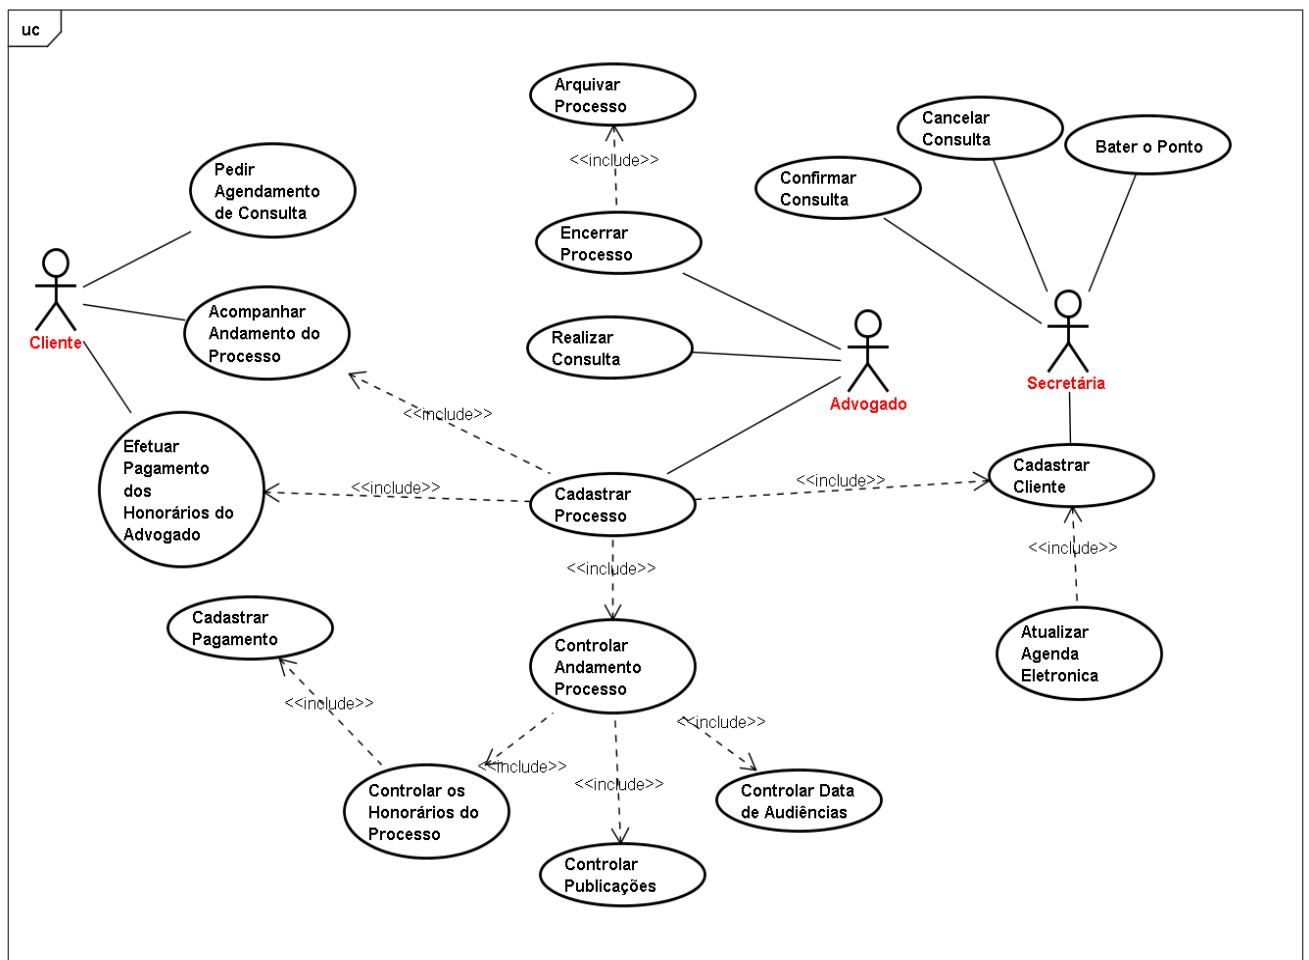 uc
Arquivar
Processo
Cancelar
Consulta
Bater o Ponto
<<include>>
Pedir
Agendamento
de Consulta
Confirmar
Consulta
Encerrar
Processo
Acompanhar
Andamento do
Processo
Cliente
Realizar
Consulta
Advogado
Secretária
<<include>>
Efetuar
Pagamento
dos
Honorários do
Advogado
<<include>>
Cadastrar
Processo
<<include>>
Cadastrar
Cliente
<<include>>
<<include>>
Cadastrar
Pagamento
Controlar
Andamento
Processo
Atualizar
Agenda
Eletronica
<<include>>
<<include>>
<<include>>
<<include>>
Controlar os
Honorários do
Processo
Controlar Data
de Audiências
Controlar
Publicações